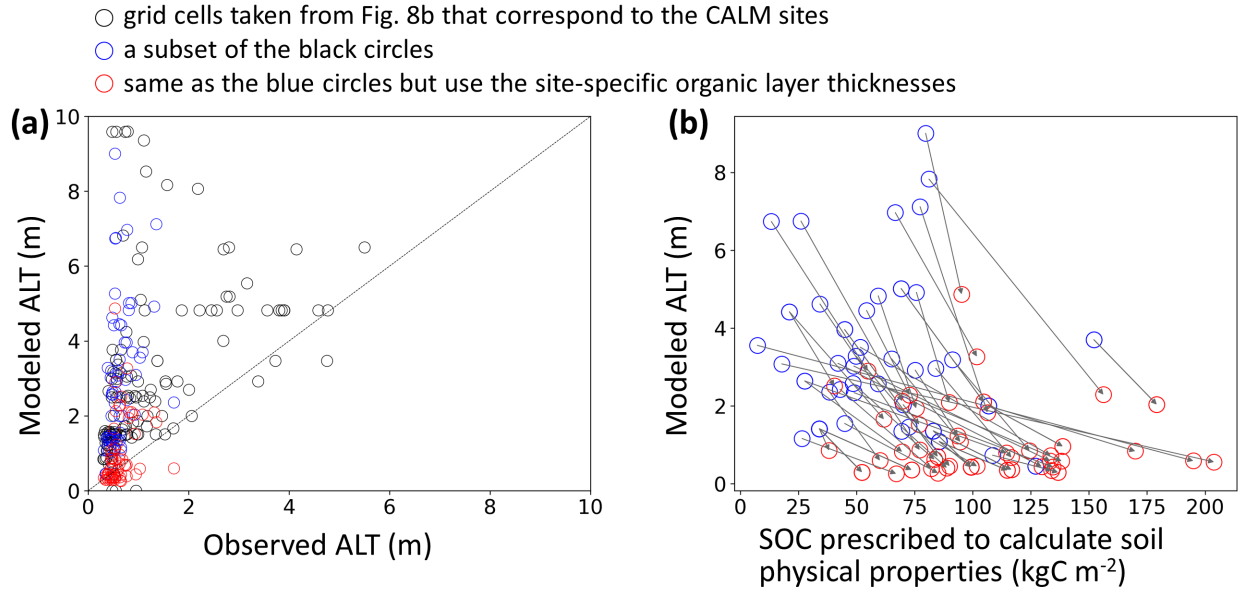 grid cells taken from Fig. 8b that correspond to the CALM sites
a subset of the black circles
same as the blue circles but use the site-specific organic layer thicknesses
(a)
10
8
6
4
2
0
0 2 4 6 8 10
Modeled ALT (m)
Observed ALT (m)
(b)
8
6
4
2
0
0 25 50 75 100 125 150 175 200
Modeled ALT (m)
SOC prescribed to calculate soil
physical properties (kgC m⁻²)